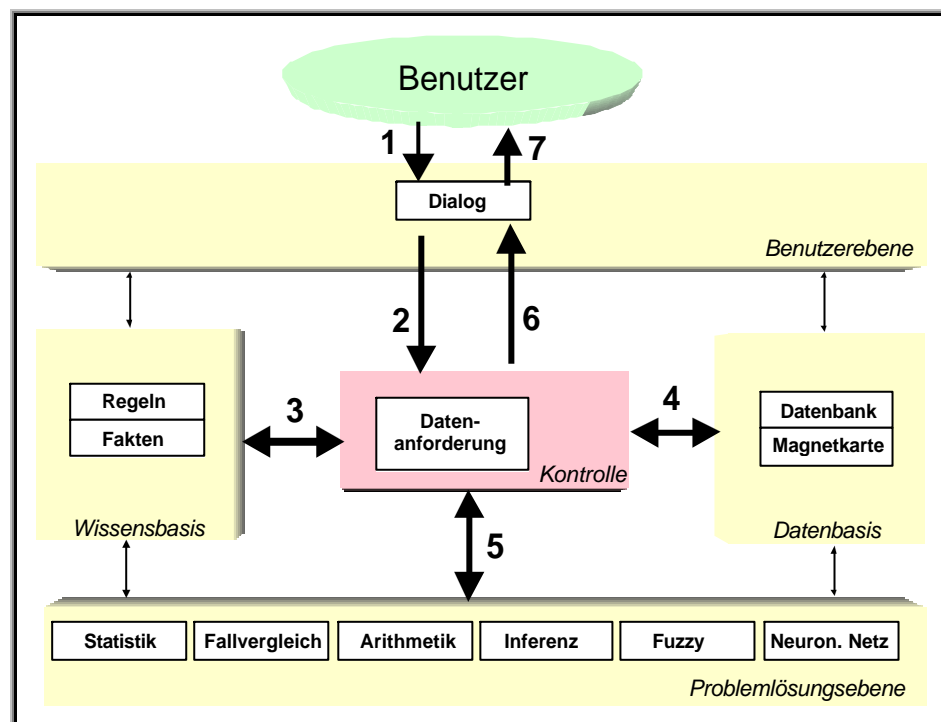 Benutzer
1
7
Dialog
Benutzerebene
2
6
Regeln
Fakten
Wissensbasis
3
Daten-
anforderung
Kontrolle
4
Datenbank
Magnetkarte
Datenbasis
5
Statistik
Fallvergleich
Arithmetik
Inferenz
Fuzzy
Neuron. Netz
Problemlösungsebene